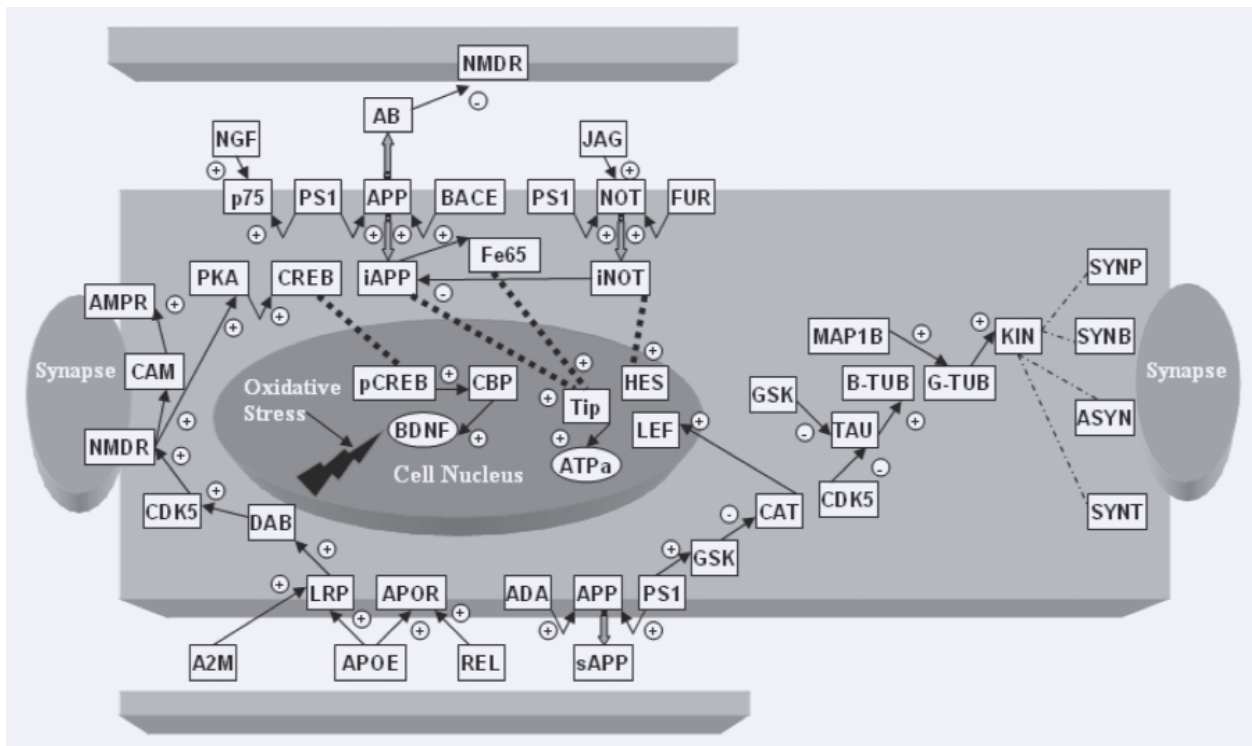 NMDR
AB
-
NGF
JAG
+
+
p75
PS1
APP
BACE
PS1
NOT
FUR
+
+
+
+
+
+
Fe65
PKA
CREB
iAPP
iNOT
SYNP
AMPR
+
+
+
-
+
+
MAP1B
KIN
SYNB
Synapse
CAM
+
+
Synapse
Oxidative
Stress
pCREB
+
CBP
+
HES
B-TUB
G-TUB
GSK
Tip
BDNF
+
+
LEF
+
-
TAU
+
ASYN
NMDR
+
Cell Nucleus
ATPa
-
CDK5
+
DAB
-
CAT
CDK5
SYNT
+
+
GSK
+
LRP
APOR
ADA
APP
PS1
+
+
+
+
+
A2M
APOE
REL
sAPP